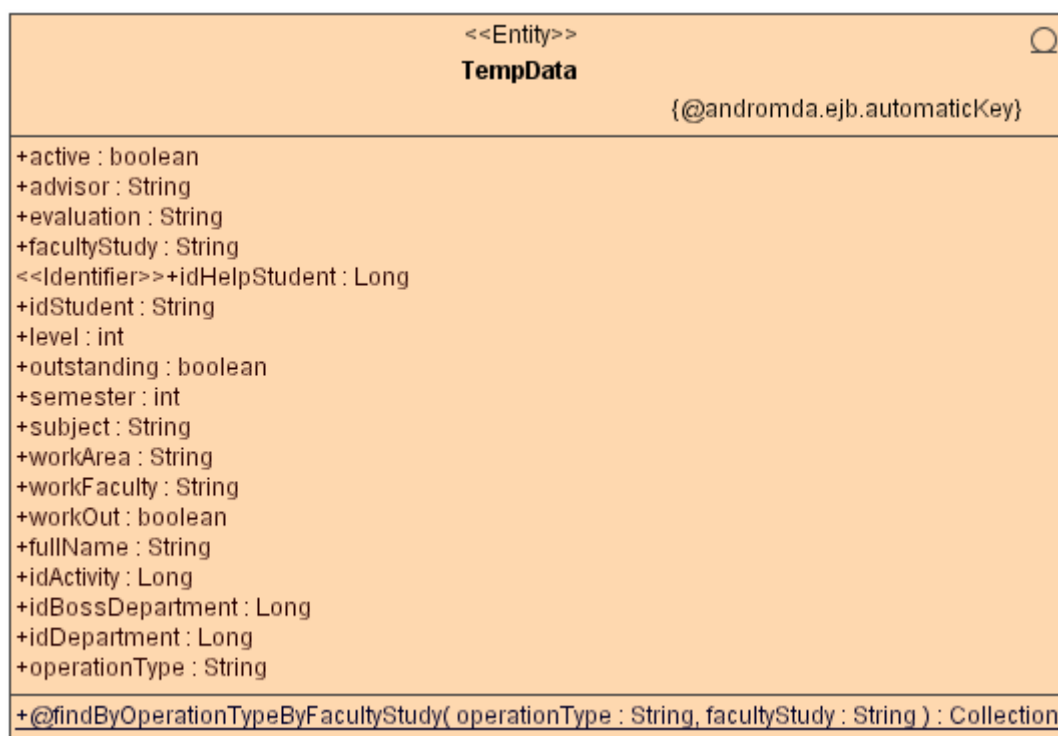 <<Entity>>
TempData
{@andromda.ejb.automaticKey}
+active : boolean
+advisor : String
+evaluation : String
+facultyStudy : String
<<Identifier>>+idHelpStudent : Long
+idStudent : String
+level : int
+outstanding : boolean
+semester : int
+subject : String
+workArea : String
+workFaculty : String
+workOut : boolean
+fullName : String
+idActivity : Long
+idBossDepartment : Long
+idDepartment : Long
+operationType : String
+@findByOperationTypeByFacultyStudy( operationType : String, facultyStudy : String ) : Collection